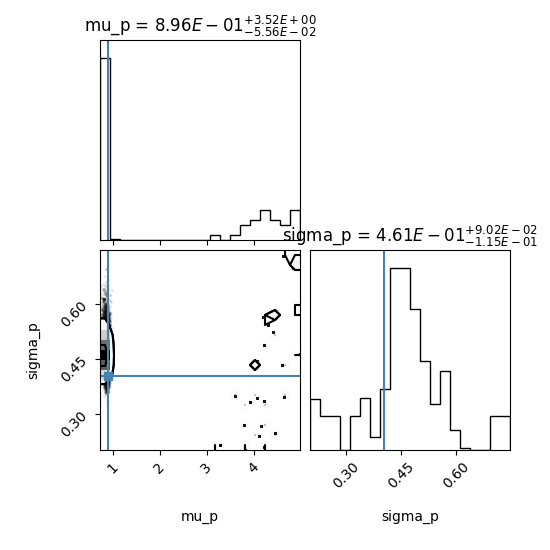 mu_p = 8.96E − 01+3.52E + 00−5.56E − 02
sigma_p = 4.61E − 01+9.02E − 02−1.15E − 01
sigma_p
0.60
0.45
0.30
1 2 3 4
0.30 0.45 0.60
mu_p
sigma_p